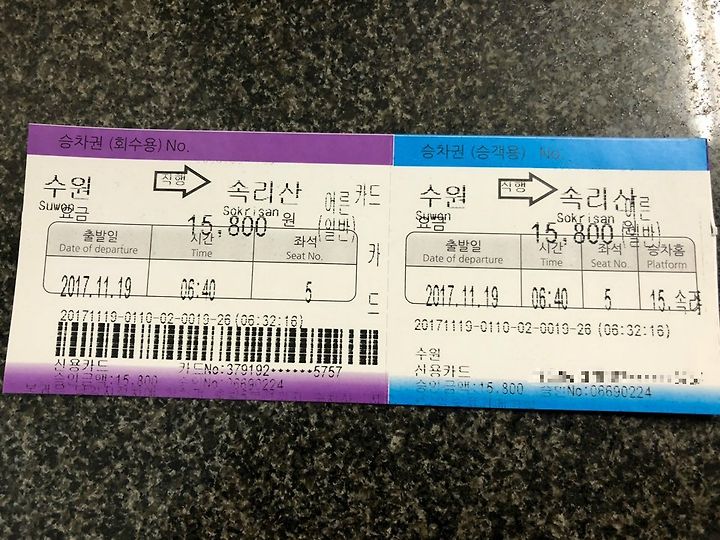 승차권 (회수용) No.
수원 직행 속리산 어른 카드
Suwon Sokrisan (일반)
요금 15,800 원
출발일 시간 좌석 카
Date of departure Time Seat No.
2017.11.19 06:40 5 드
20171119-0110-02-0019-26 (06:32:16)
신용카드 카드No:379192******5757
승인금액:15,800 승인No:06690224
승차권 (승객용) No.
수원 직행 속리산 어른
Suwon Sokrisan (일반)
요금 15,800 원
출발일 시간 좌석 승차홈
Date of departure Time Seat No. Platform
2017.11.19 06:40 5 15.속리
20171119-0110-02-0019-26 (06:32:16)
수원
신용카드
승인금액:15,800 승인No:06690224